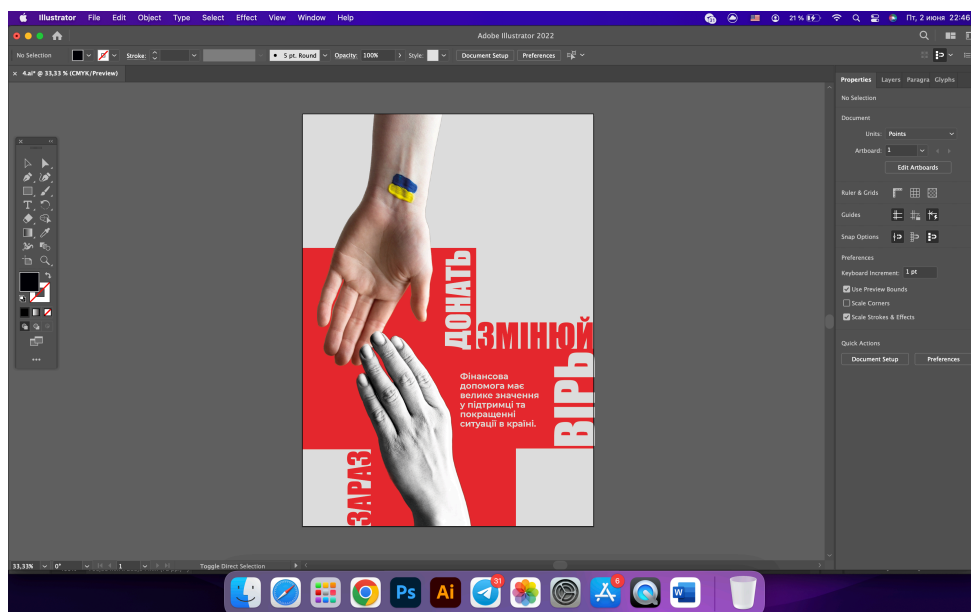 Illustrator File Edit Object Type Select Effect View Window Help
21 % Пт, 2 июня 22:46
Adobe Illustrator 2022
No Selection Stroke: 5 pt. Round Opacity: 100% Style: Document Setup Preferences
× 4.ai* @ 33,33 % (CMYK/Preview)
Properties Layers Paragra Glyphs
No Selection
Document
Units: Points
Artboard: 1
Edit Artboards
Ruler & Grids
Guides
Snap Options
Preferences
Keyboard Increment: 1 pt
Use Preview Bounds
Scale Corners
Scale Strokes & Effects
Quick Actions
Document Setup Preferences
ДОНАТЬ
ЗМІНЮЙ
ВІРЬ
Фінансова
допомога має
велике значення
у підтримці та
покращенні
ситуації в країні.
ЗАРАЗ
33,33% 0° 1 Toggle Direct Selection
Ps Ai 31 6 W